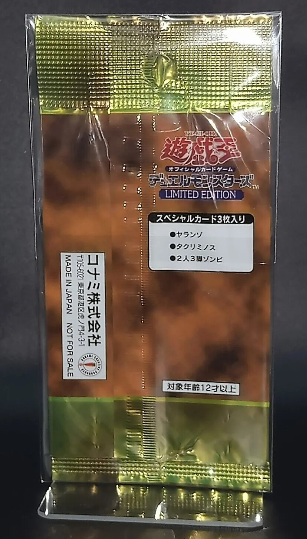 遊戯王
オフィシャルカードゲーム
デュエルモンスターズ™
LIMITED EDITION
スペシャルカード3枚入り
●ヤランゾ
●タクリミノス
●2人3脚ゾンビ
コナミ株式会社
MADE IN JAPAN NOT FOR SALE
対象年齢12才以上